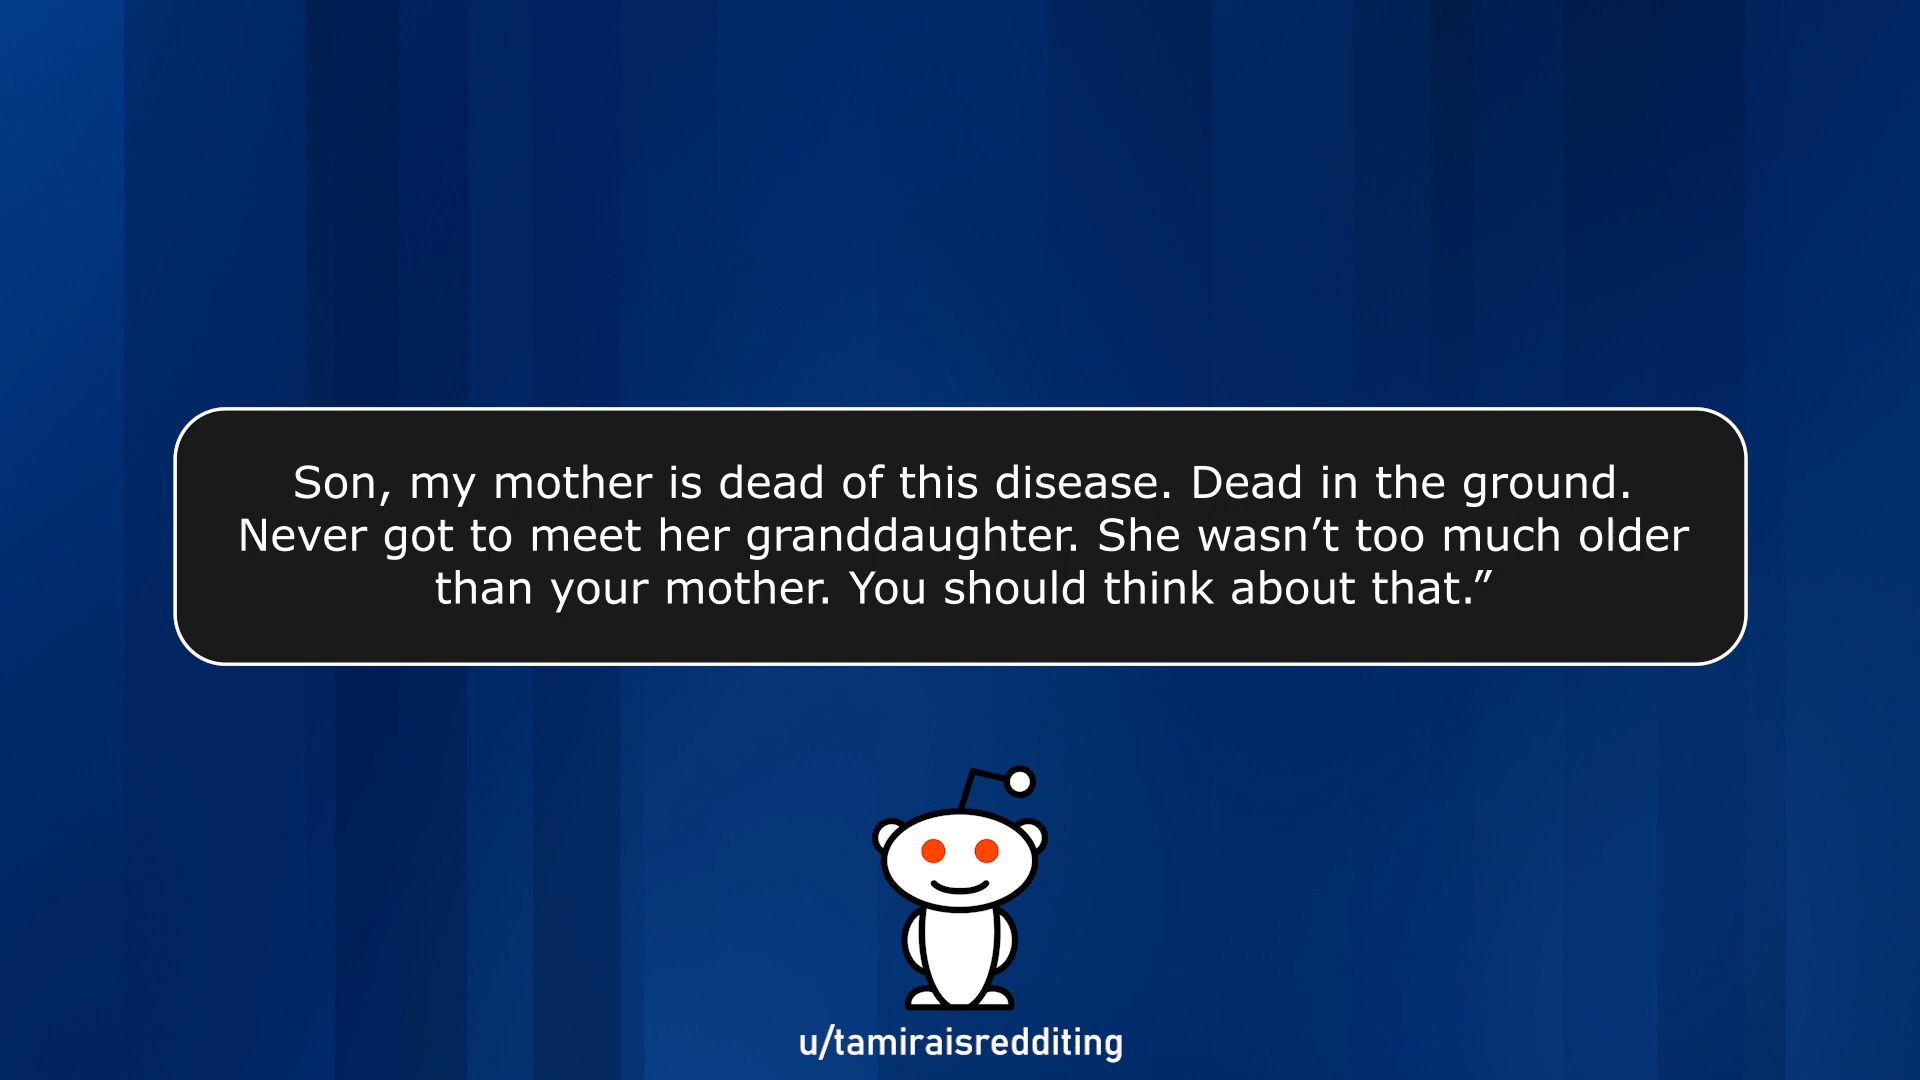 Son, my mother is dead of this disease. Dead in the ground.
Never got to meet her granddaughter. She wasn’t too much older
than your mother. You should think about that.”
u/tamiraisredditing